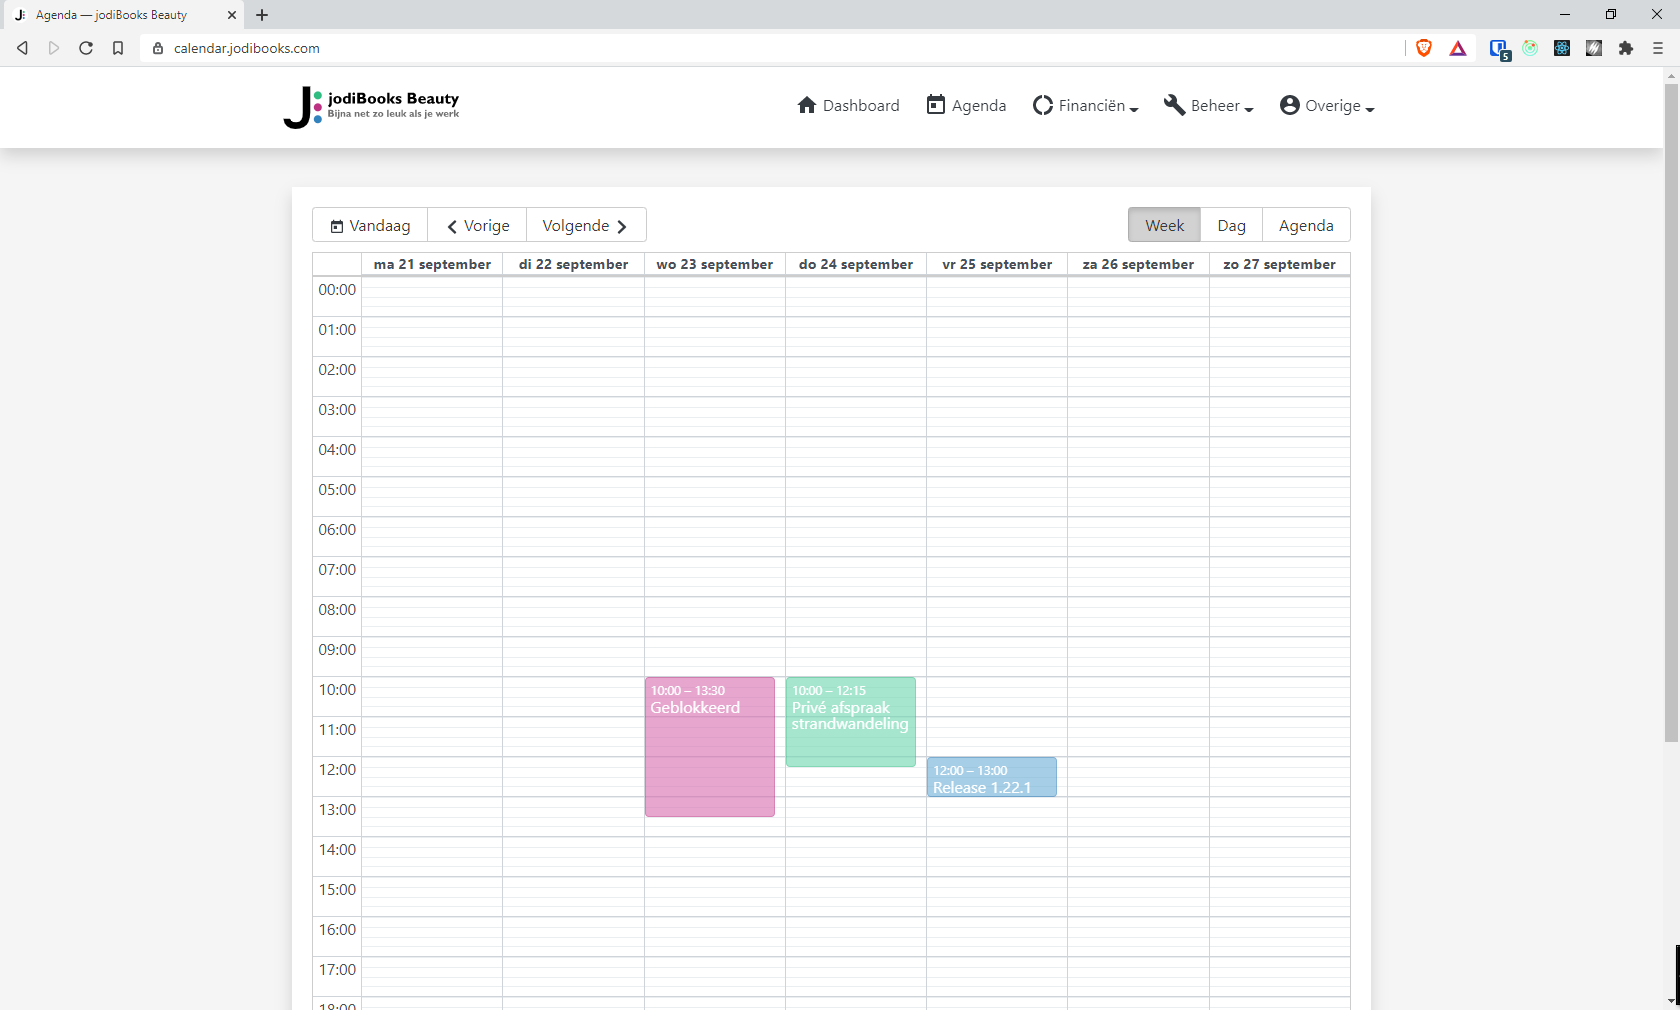 Agenda — jodiBooks Beauty
calendar.jodibooks.com
5
J
jodiBooks Beauty
Bijna net zo leuk als je werk
Dashboard
Agenda
Financiën
Beheer
Overige
Vandaag
Vorige
Volgende
Week
Dag
Agenda
ma 21 september
di 22 september
wo 23 september
do 24 september
vr 25 september
za 26 september
zo 27 september
00:00
01:00
02:00
03:00
04:00
05:00
06:00
07:00
08:00
09:00
10:00
10:00 – 13:30
Geblokkeerd
10:00 – 12:15
Privé afspraak
strandwandeling
11:00
12:00
12:00 – 13:00
Release 1.22.1
13:00
14:00
15:00
16:00
17:00
18:00